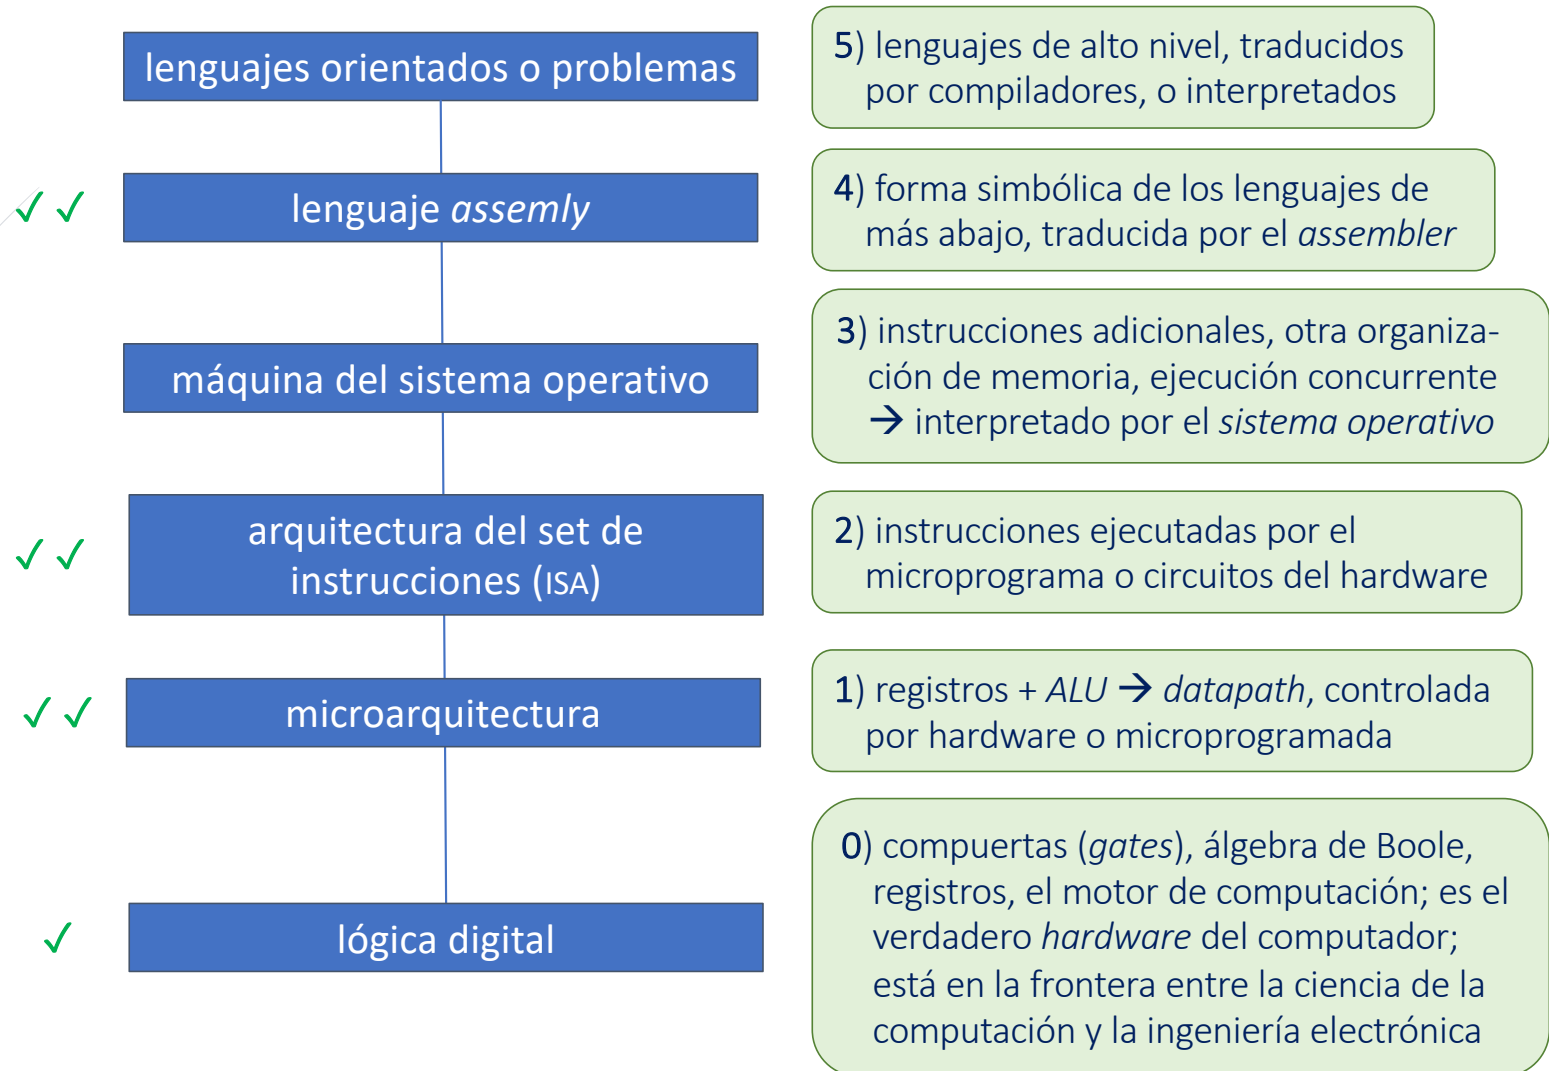 lenguajes orientados o problemas
5) lenguajes de alto nivel, traducidos
por compiladores, o interpretados
✓ ✓
lenguaje assemly
4) forma simbólica de los lenguajes de
más abajo, traducida por el assembler
máquina del sistema operativo
3) instrucciones adicionales, otra organiza-
ción de memoria, ejecución concurrente
→ interpretado por el sistema operativo
✓ ✓
arquitectura del set de
instrucciones (ISA)
2) instrucciones ejecutadas por el
microprograma o circuitos del hardware
✓ ✓
microarquitectura
1) registros + ALU → datapath, controlada
por hardware o microprogramada
✓
lógica digital
0) compuertas (gates), álgebra de Boole,
registros, el motor de computación; es el
verdadero hardware del computador;
está en la frontera entre la ciencia de la
computación y la ingeniería electrónica